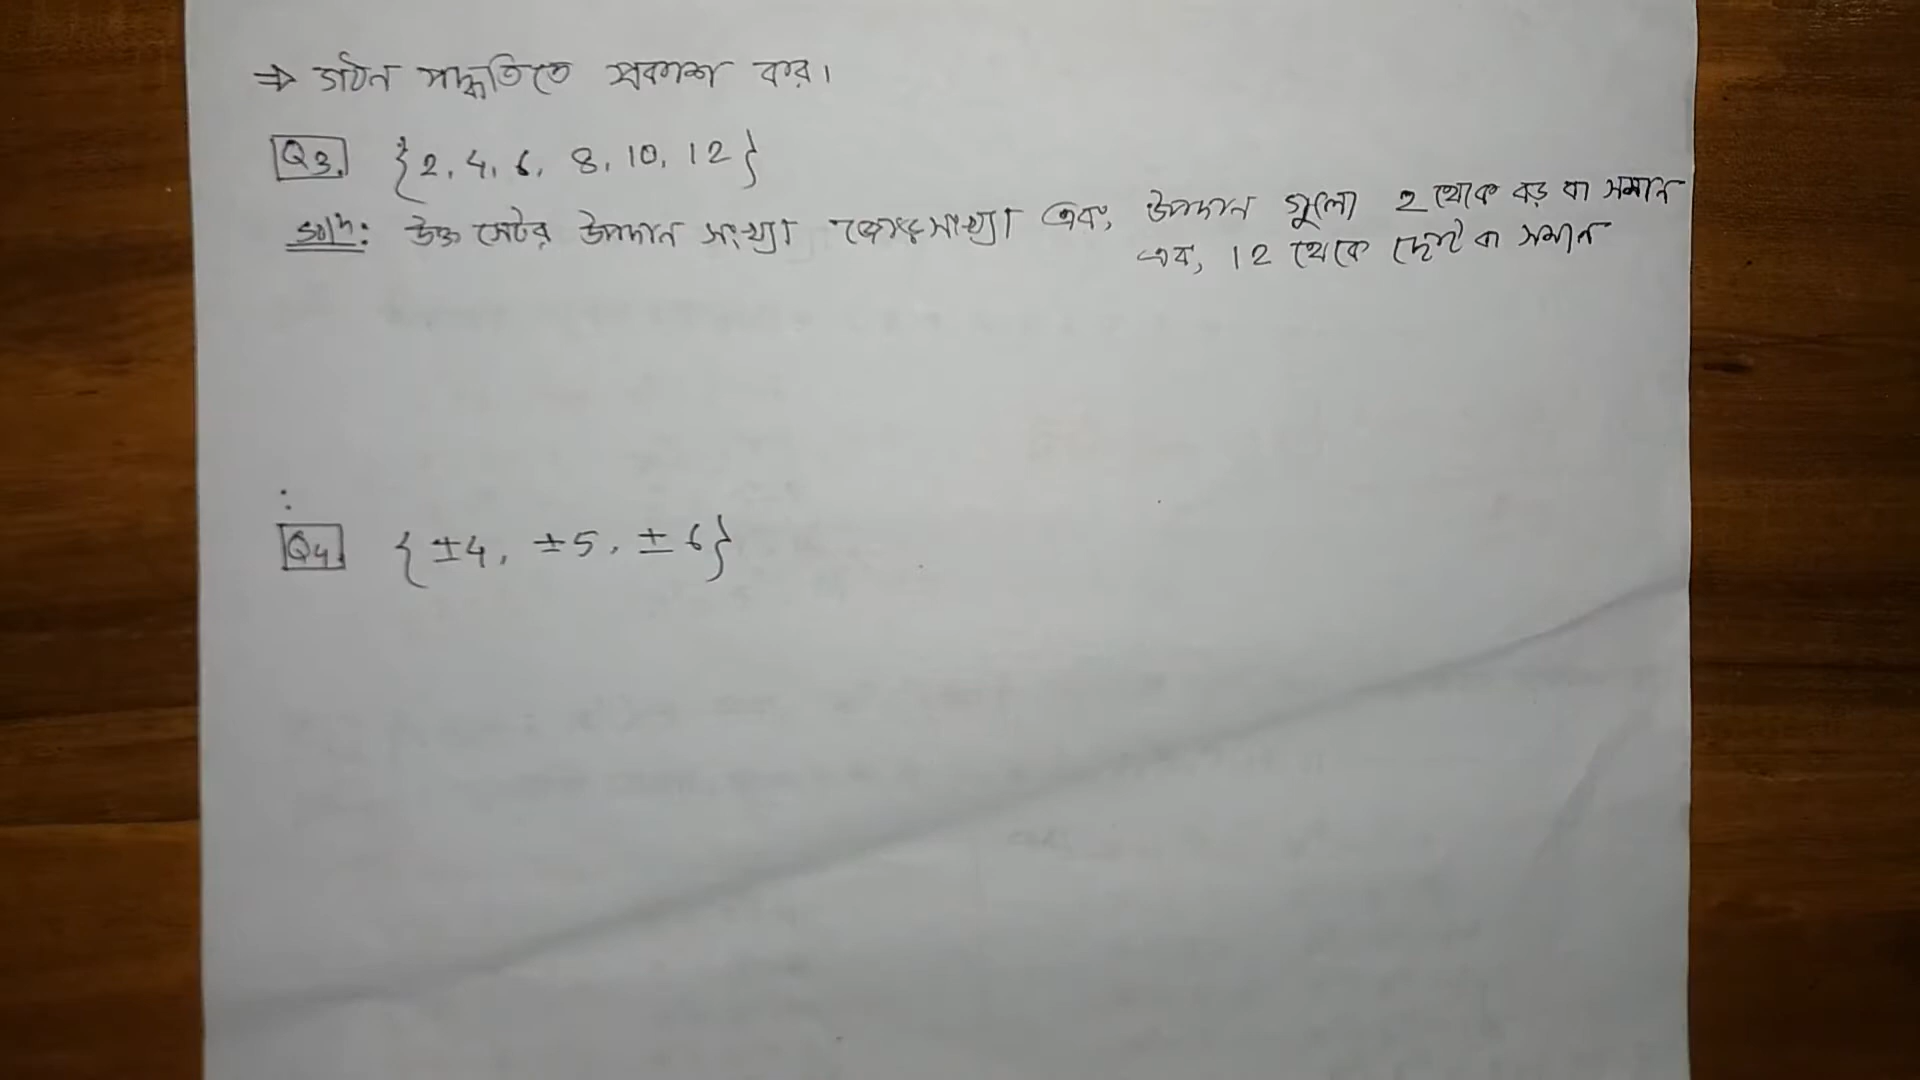 ⇒ গঠন পদ্ধতিতে প্রকাশ কর।
Q3. {2, 4, 6, 8, 10, 12}
Solⁿ: উক্ত সেটের উপাদান সংখ্যা জোড় সংখ্যা এবং, উপাদান গুলো 2 থেকে বড় বা সমান
এবং, 12 থেকে ছোট বা সমান
:
Q4. {±4, ±5, ±6}